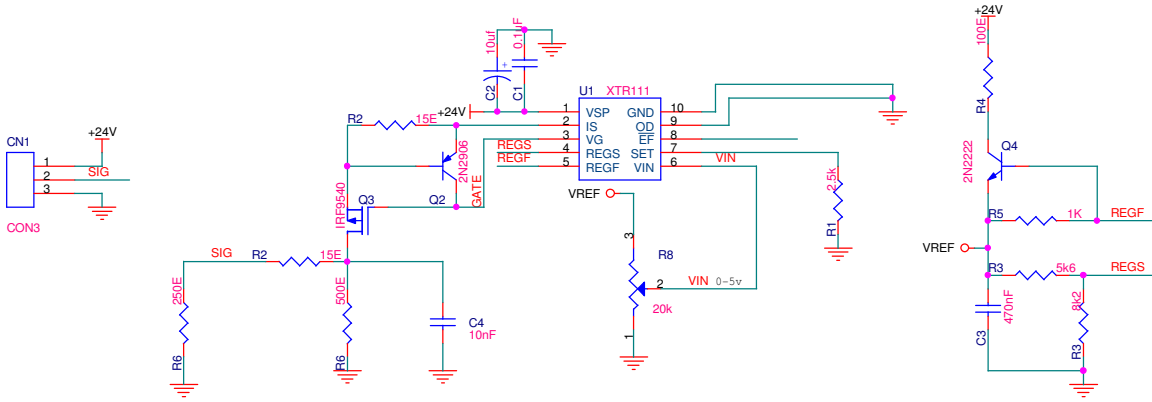 CN1
+24V
1
2
3
SIG
CON3
10uf
0.1uF
C2
C1
+24V
U1
XTR111
1
2
3
4
5
VSP
IS
VG
REGS
REGF
GND
OD
EF
SET
VIN
10
9
8
7
6
REGS
REGF
VIN
R2
15E
2N2906
GATE
IRF9540
Q3
Q2
SIG
R2
15E
250E
R6
500E
R6
C4
10nF
VREF
3
R8
2
VIN
0-5v
20k
1
2.5k
R1
+24V
100E
R4
Q4
2N2222
R5
1K
REGF
VREF
R3
5k6
REGS
470nF
C3
8k2
R3